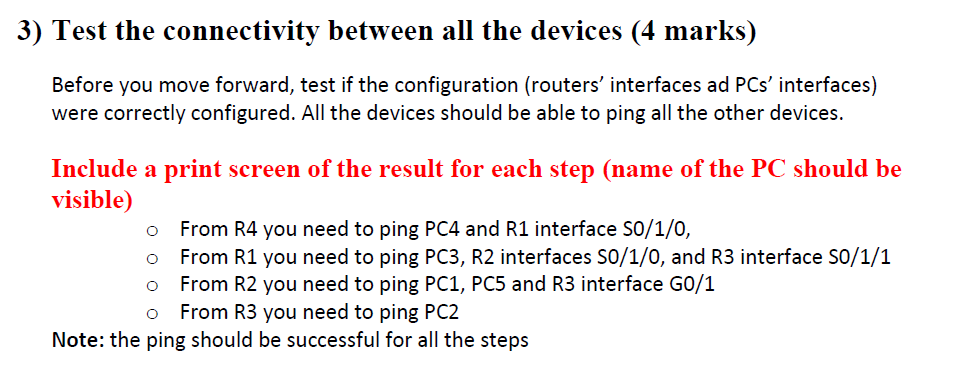 3) Test the connectivity between all the devices (4 marks)
Before you move forward, test if the configuration (routers’ interfaces ad PCs’ interfaces)
were correctly configured. All the devices should be able to ping all the other devices.
Include a print screen of the result for each step (name of the PC should be
visible)
o From R4 you need to ping PC4 and R1 interface S0/1/0,
o From R1 you need to ping PC3, R2 interfaces S0/1/0, and R3 interface S0/1/1
o From R2 you need to ping PC1, PC5 and R3 interface G0/1
o From R3 you need to ping PC2
Note: the ping should be successful for all the steps